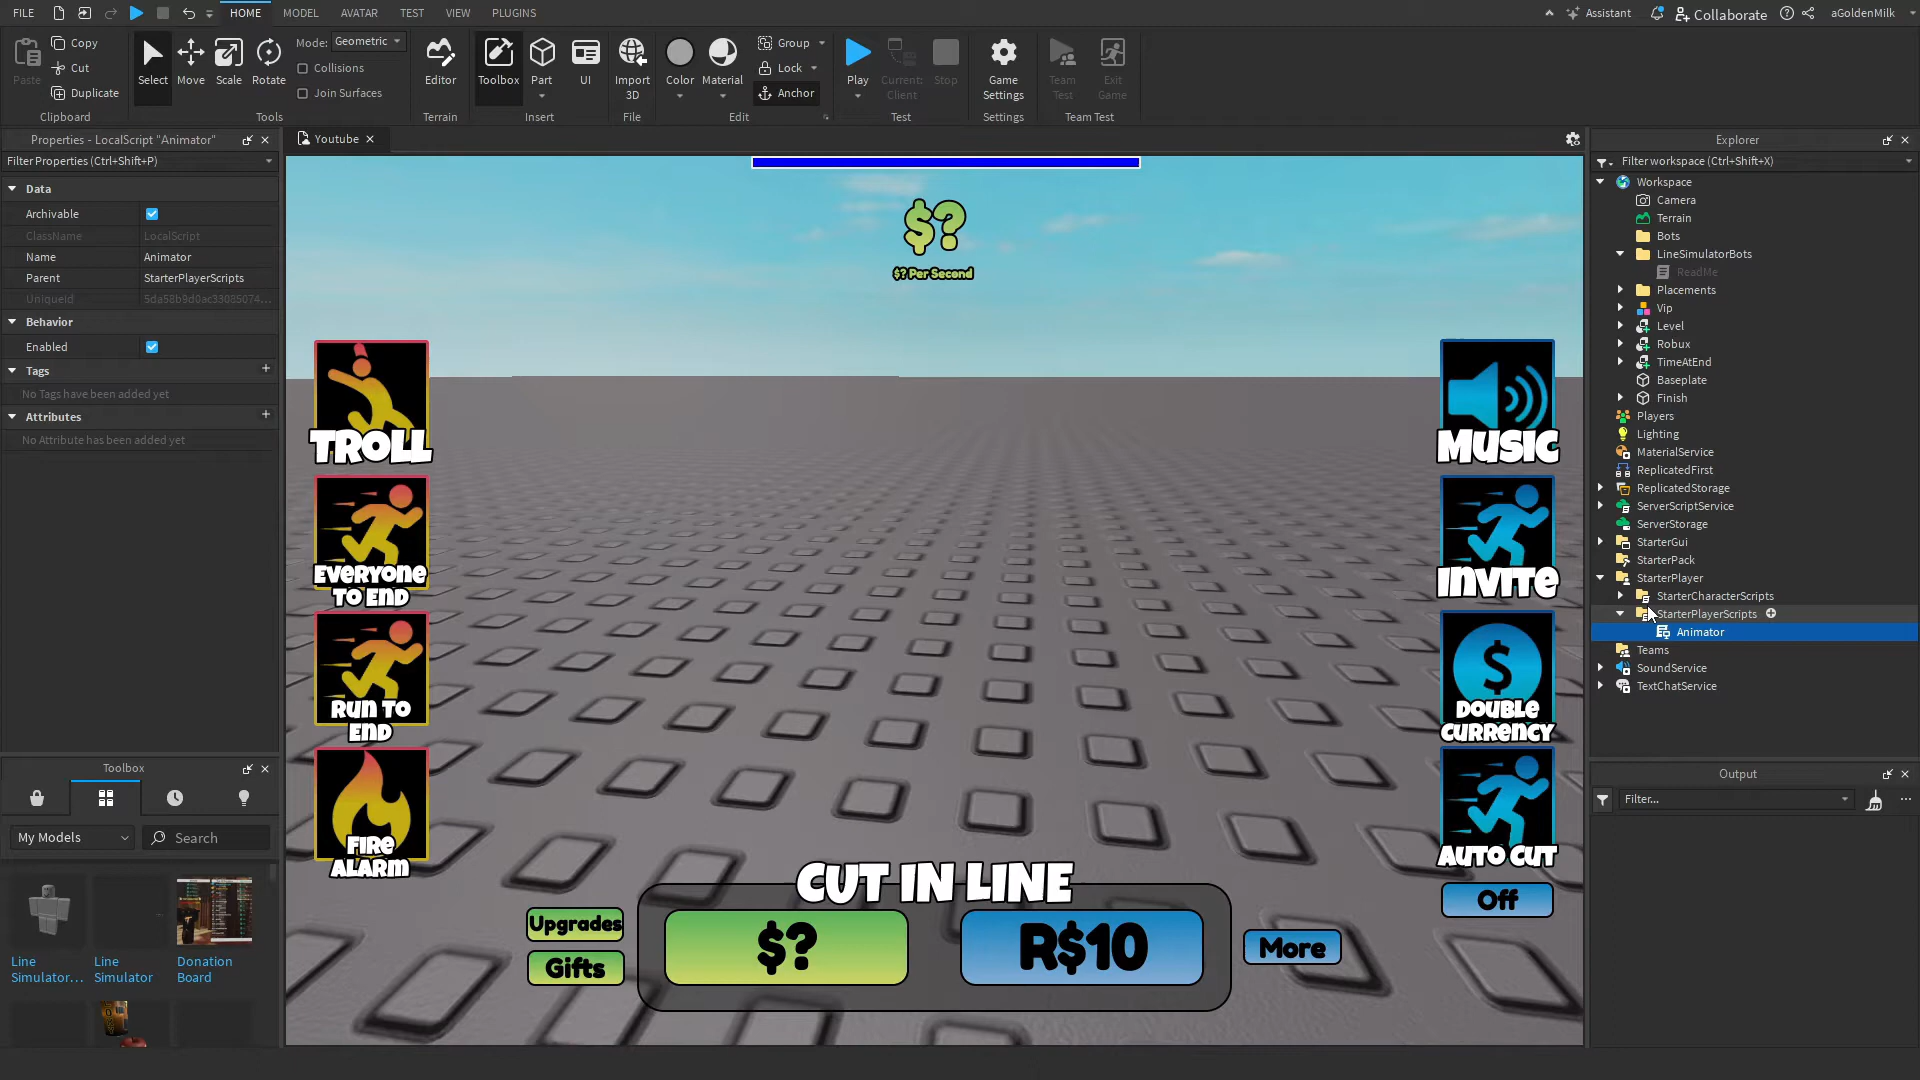 FILE
HOME
MODEL
AVATAR
TEST
VIEW
PLUGINS
Assistant
Collaborate
aGoldenMilk
Paste
Copy
Cut
Duplicate
Clipboard
Select
Move
Scale
Rotate
Mode:
Geometric
Collisions
Join Surfaces
Tools
Editor
Terrain
Toolbox
Part
UI
Insert
Import
3D
File
Color
Material
Group
Lock
Anchor
Edit
Play
Current:
Client
Stop
Test
Game
Settings
Settings
Team
Test
Exit
Game
Team Test
Properties - LocalScript "Animator"
Filter Properties (Ctrl+Shift+P)
Data
Archivable
ClassName
LocalScript
Name
Animator
Parent
StarterPlayerScripts
UniqueId
5da58b9d0ac33085074...
Behavior
Enabled
Tags
No Tags have been added yet
Attributes
No Attribute has been added yet
Toolbox
My Models
Search
Line
Simulator...
Line
Simulator
Donation
Board
Youtube
$?
$? Per Second
TROLL
EVERYONE
TO END
RUN TO
END
FIRE
ALARM
MUSIC
INVITE
DOUBLE
CURRENCY
AUTO CUT
Off
CUT IN LINE
Upgrades
Gifts
$?
R$10
More
Explorer
Filter workspace (Ctrl+Shift+X)
Workspace
Camera
Terrain
Bots
LineSimulatorBots
ReadMe
Placements
Vip
Level
Robux
TimeAtEnd
Baseplate
Finish
Players
Lighting
MaterialService
ReplicatedFirst
ReplicatedStorage
ServerScriptService
ServerStorage
StarterGui
StarterPack
StarterPlayer
StarterCharacterScripts
StarterPlayerScripts
Animator
Teams
SoundService
TextChatService
Output
Filter...